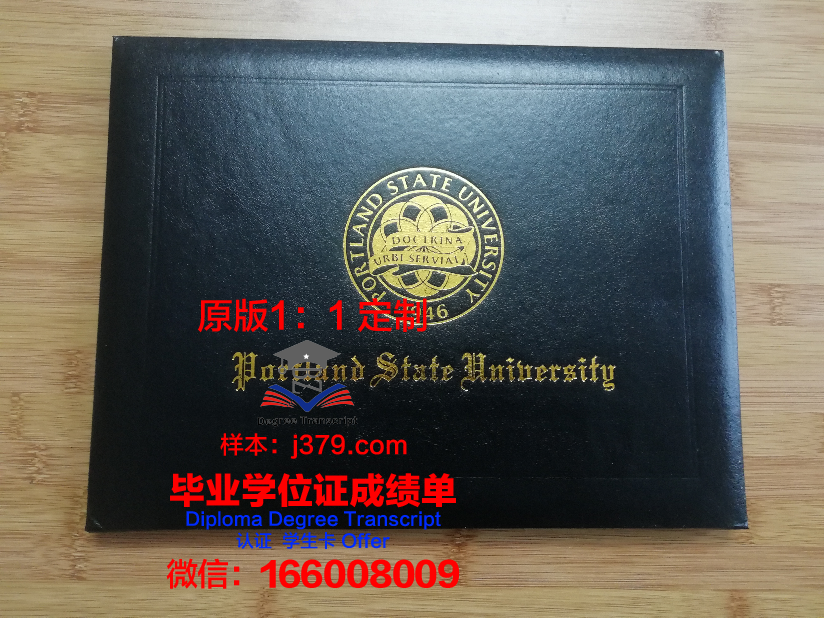 PORTLAND STATE UNIVERSITY
DOCTRINA
URBI SERVIAT
1946
原版1：1 定制
Portland State University
Degree Transcript
样本：j379.com
毕业学位证成绩单
Diploma Degree Transcript
认证 学生卡 Offer
微信：166008009